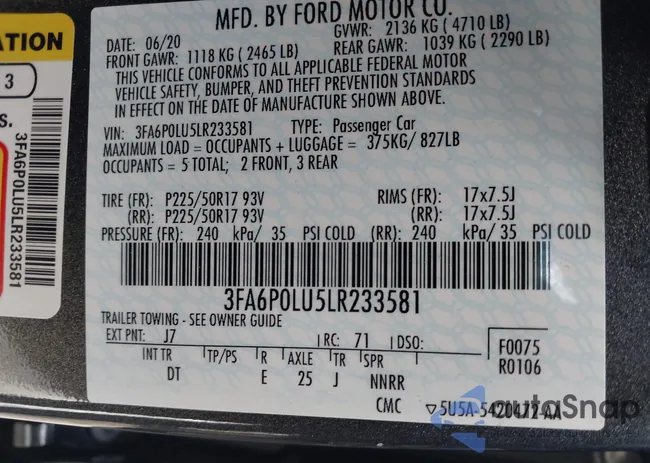 MFD. BY FORD MOTOR CO.
DATE: 06/20 GVWR: 2136 KG ( 4710 LB)
FRONT GAWR: 1118 KG ( 2465 LB) REAR GAWR: 1039 KG ( 2290 LB)
THIS VEHICLE CONFORMS TO ALL APPLICABLE FEDERAL MOTOR
VEHICLE SAFETY, BUMPER, AND THEFT PREVENTION STANDARDS
IN EFFECT ON THE DATE OF MANUFACTURE SHOWN ABOVE.
VIN: 3FA6P0LU5LR233581 TYPE: Passenger Car
MAXIMUM LOAD = OCCUPANTS + LUGGAGE = 375KG/ 827LB
OCCUPANTS = 5 TOTAL; 2 FRONT, 3 REAR
TIRE (FR): P225/50R17 93V RIMS (FR): 17x7.5J
(RR): P225/50R17 93V (RR): 17x7.5J
PRESSURE (FR): 240 kPa/ 35 PSI COLD (RR): 240 kPa/ 35 PSI COLD
3FA6P0LU5LR233581
TRAILER TOWING - SEE OWNER GUIDE
EXT PNT: J7 RC: 71 DSO:
F0075
R0106
INT TR TP/PS R AXLE TR SPR
DT E 25 J NNRR
CMC ▽5U5A-5420472-AA
ATION
3
S.
3FA6P0LU5LR233581
autoSnap